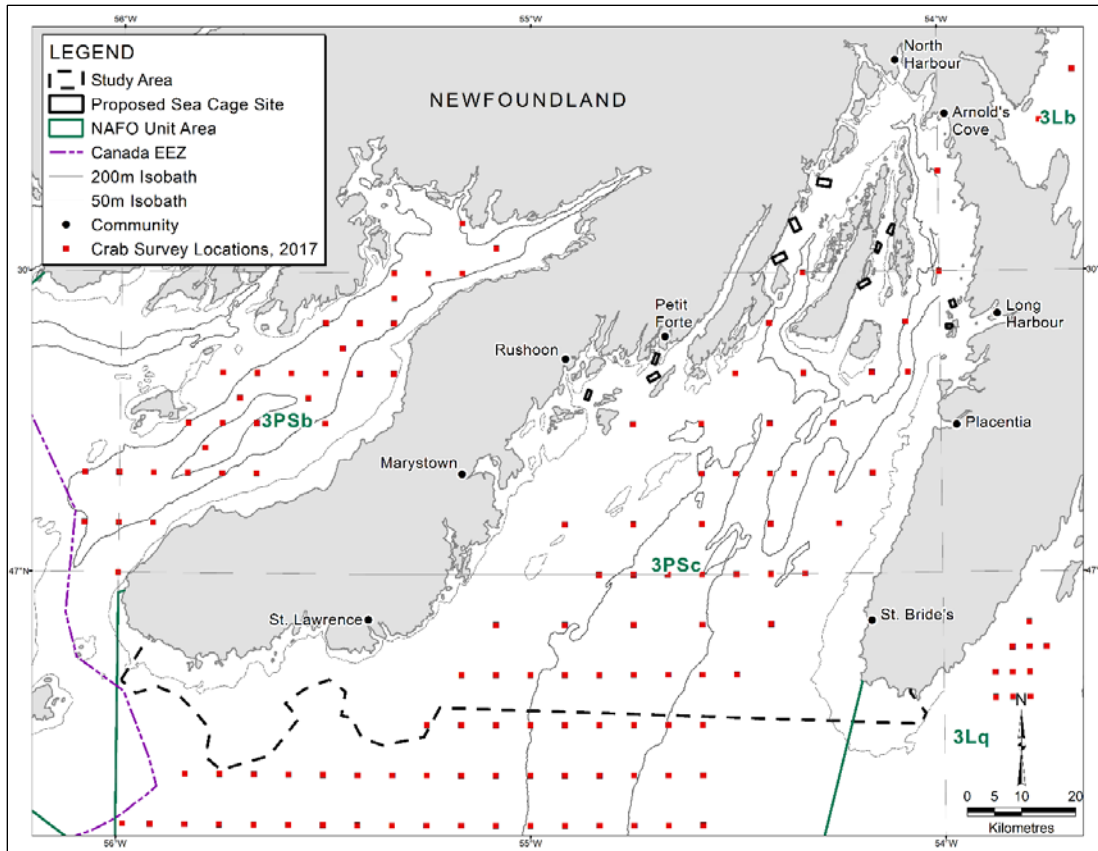 56°W
55°W
54°W
LEGEND
Study Area
Proposed Sea Cage Site
NAFO Unit Area
Canada EEZ
200m Isobath
50m Isobath
Community
Crab Survey Locations, 2017
NEWFOUNDLAND
North
Harbour
Arnold's
Cove
3Lb
30'
30'
Long
Harbour
Petit
Forte
Rushoon
3PSb
Placentia
Marystown
47°N
3PSc
47°
St. Lawrence
St. Bride's
N
3Lq
0 5 10 20
Kilometres
56°W
55°W
54°W